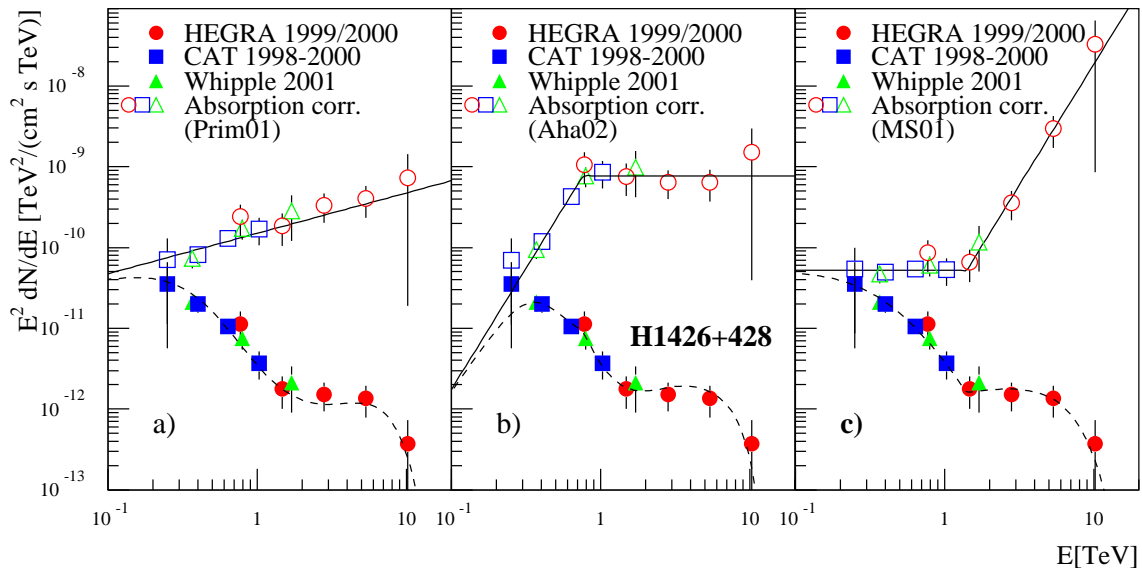 E² dN/dE [TeV²/(cm² s TeV)]
10⁻⁸
10⁻⁹
10⁻¹⁰
10⁻¹¹
10⁻¹²
10⁻¹³
HEGRA 1999/2000
CAT 1998-2000
Whipple 2001
Absorption corr.
(Prim01)
a)
HEGRA 1999/2000
CAT 1998-2000
Whipple 2001
Absorption corr.
(Aha02)
H1426+428
b)
HEGRA 1999/2000
CAT 1998-2000
Whipple 2001
Absorption corr.
(MS01)
c)
10⁻¹ 1 10 10⁻¹ 1 10 10⁻¹ 1 10
E[TeV]